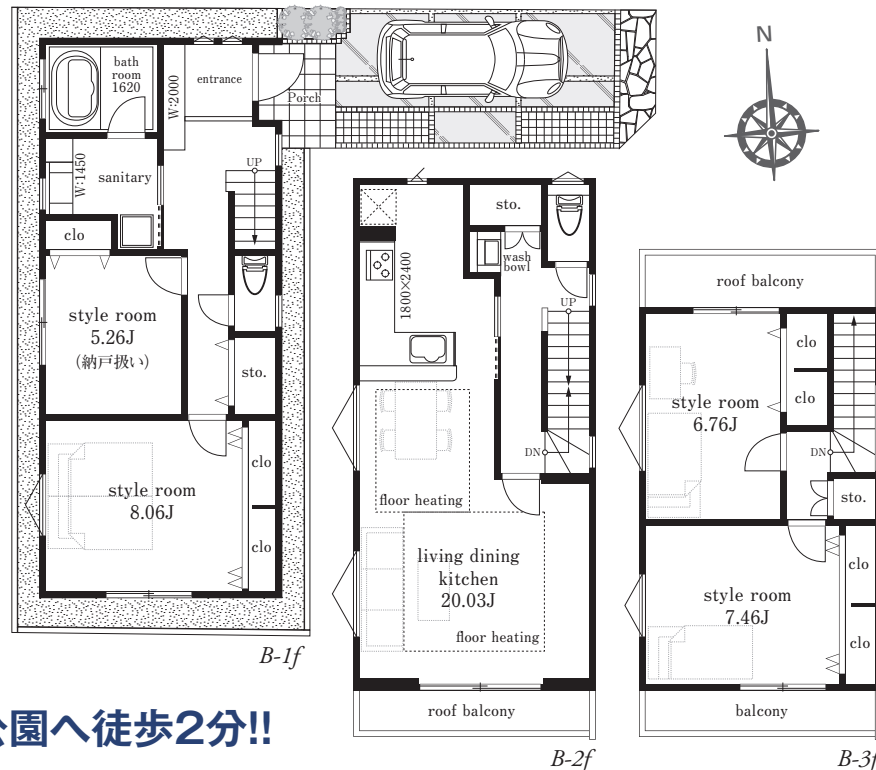 bath
room
1620
W:2000
entrance
Porch
N
W:1450
sanitary
UP
clo
style room
5.26J
(納戸扱い)
sto.
style room
8.06J
clo
clo
B-1f
sto.
wash
bowl
1800×2400
UP
DN
floor heating
living dining
kitchen
20.03J
floor heating
roof balcony
B-2f
roof balcony
clo
style room
6.76J
clo
DN
sto.
style room
7.46J
clo
clo
balcony
B-3f
公園へ徒歩2分!!